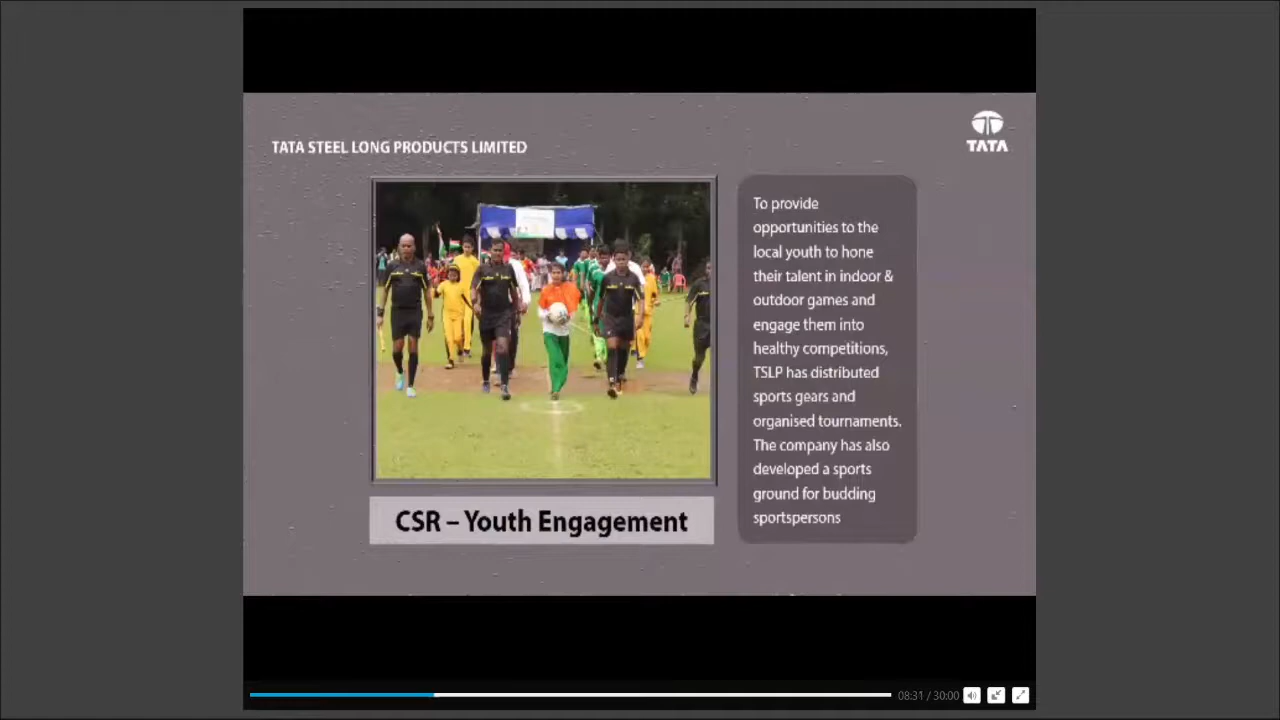 TATA STEEL LONG PRODUCTS LIMITED
TATA
To provide
opportunities to the
local youth to hone
their talent in indoor &
outdoor games and
engage them into
healthy competitions,
TSLP has distributed
sports gears and
organised tournaments.
The company has also
developed a sports
ground for budding
sportspersons
CSR – Youth Engagement
08:31 / 30:00